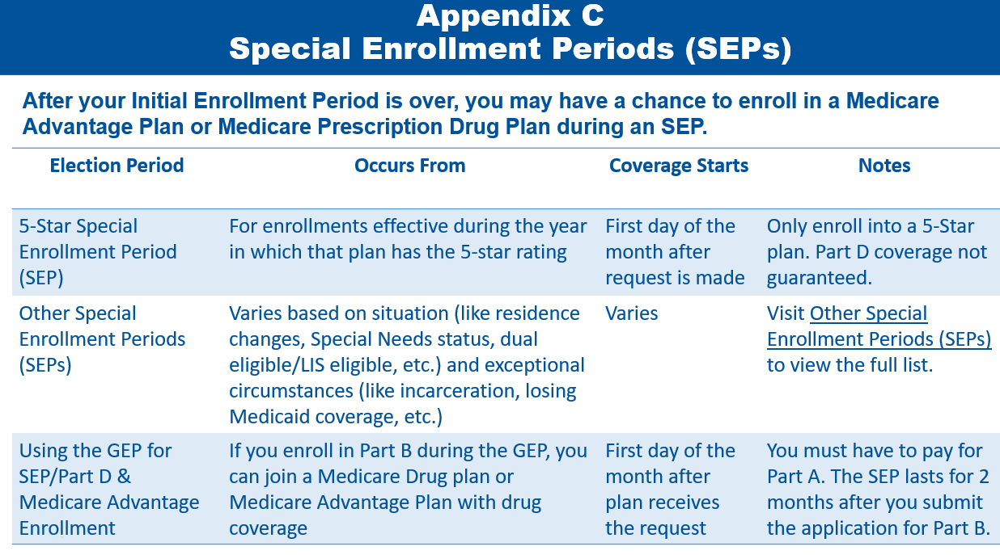 Appendix C
Special Enrollment Periods (SEPs)
After your Initial Enrollment Period is over, you may have a chance to enroll in a Medicare
Advantage Plan or Medicare Prescription Drug Plan during an SEP.
Election Period
Occurs From
Coverage Starts
Notes
5-Star Special
Enrollment Period
(SEP)
For enrollments effective during the year
in which that plan has the 5-star rating
First day of the
month after
request is made
Only enroll into a 5-Star
plan. Part D coverage not
guaranteed.
Other Special
Enrollment Periods
(SEPs)
Varies based on situation (like residence
changes, Special Needs status, dual
eligible/LIS eligible, etc.) and exceptional
circumstances (like incarceration, losing
Medicaid coverage, etc.)
Varies
Visit Other Special
Enrollment Periods (SEPs)
to view the full list.
Using the GEP for
SEP/Part D &
Medicare Advantage
Enrollment
If you enroll in Part B during the GEP, you
can join a Medicare Drug plan or
Medicare Advantage Plan with drug
coverage
First day of the
month after
plan receives
the request
You must have to pay for
Part A. The SEP lasts for 2
months after you submit
the application for Part B.